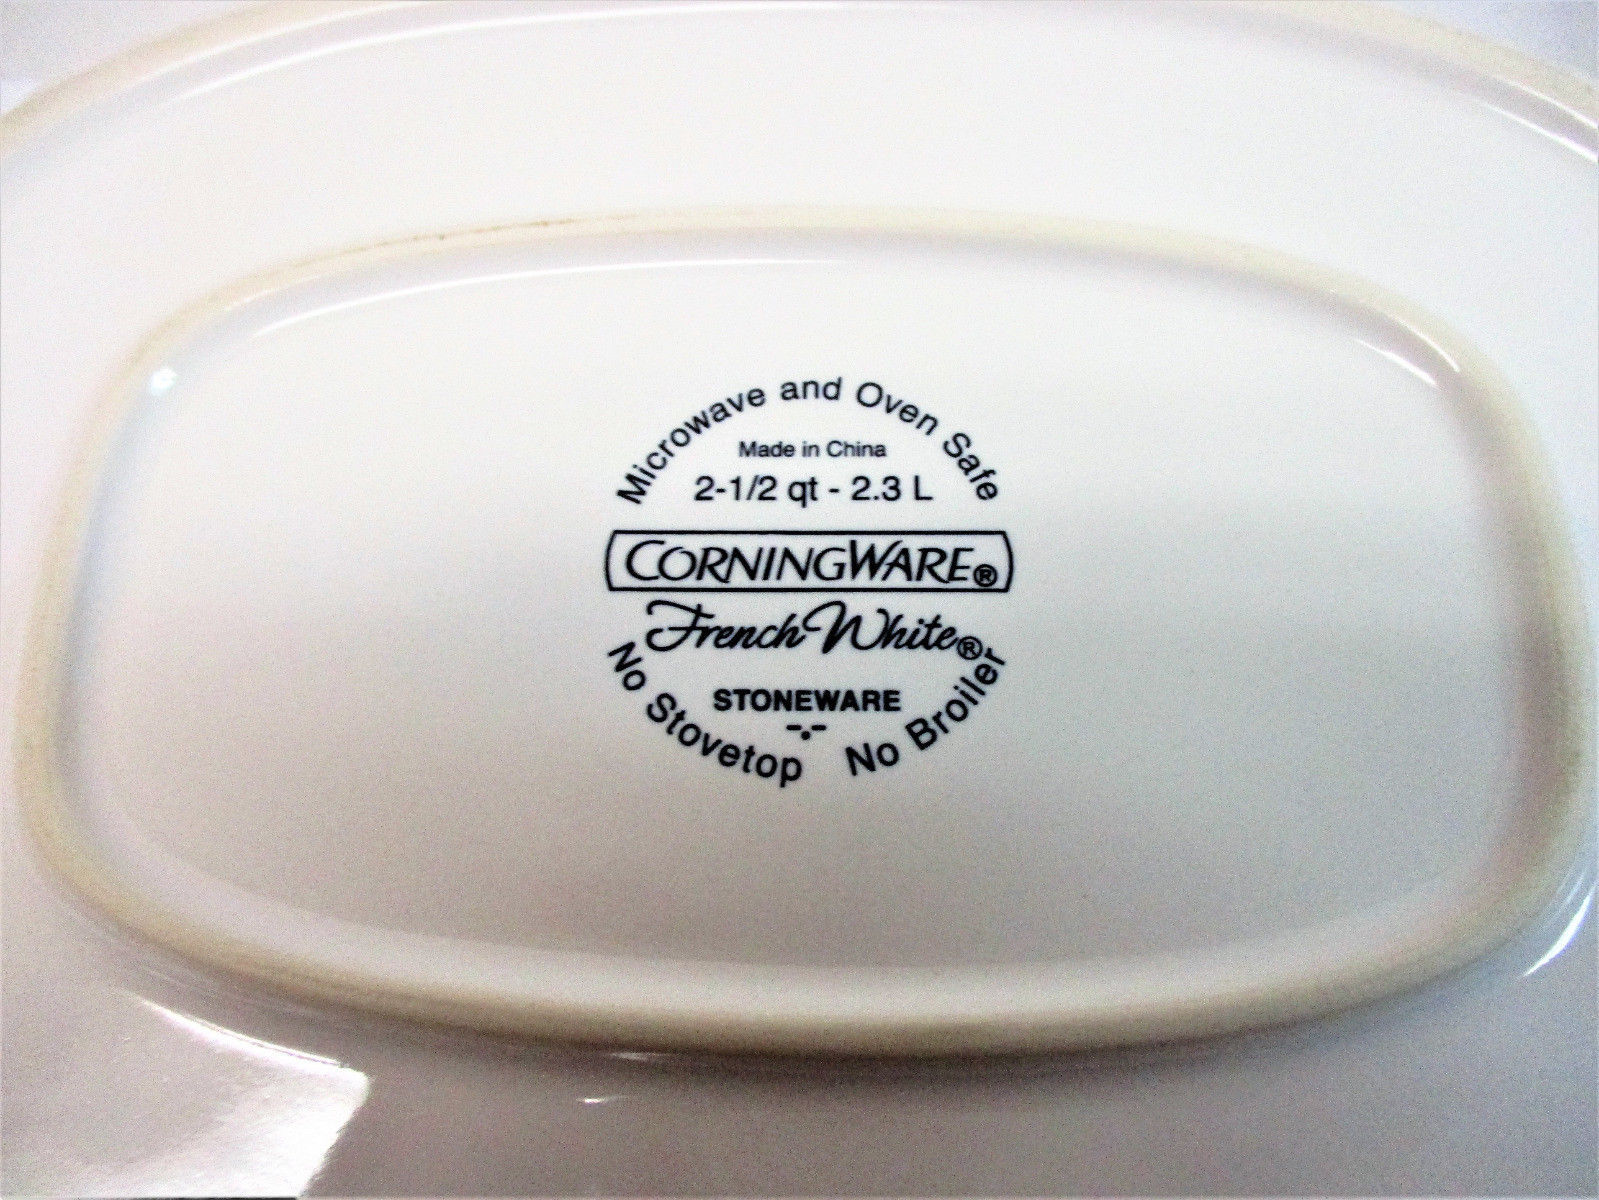 Microwave and Oven Safe
Made in China
2-1/2 qt - 2.3 L
CORNINGWARE®
French White®
STONEWARE
No Stovetop No Broiler